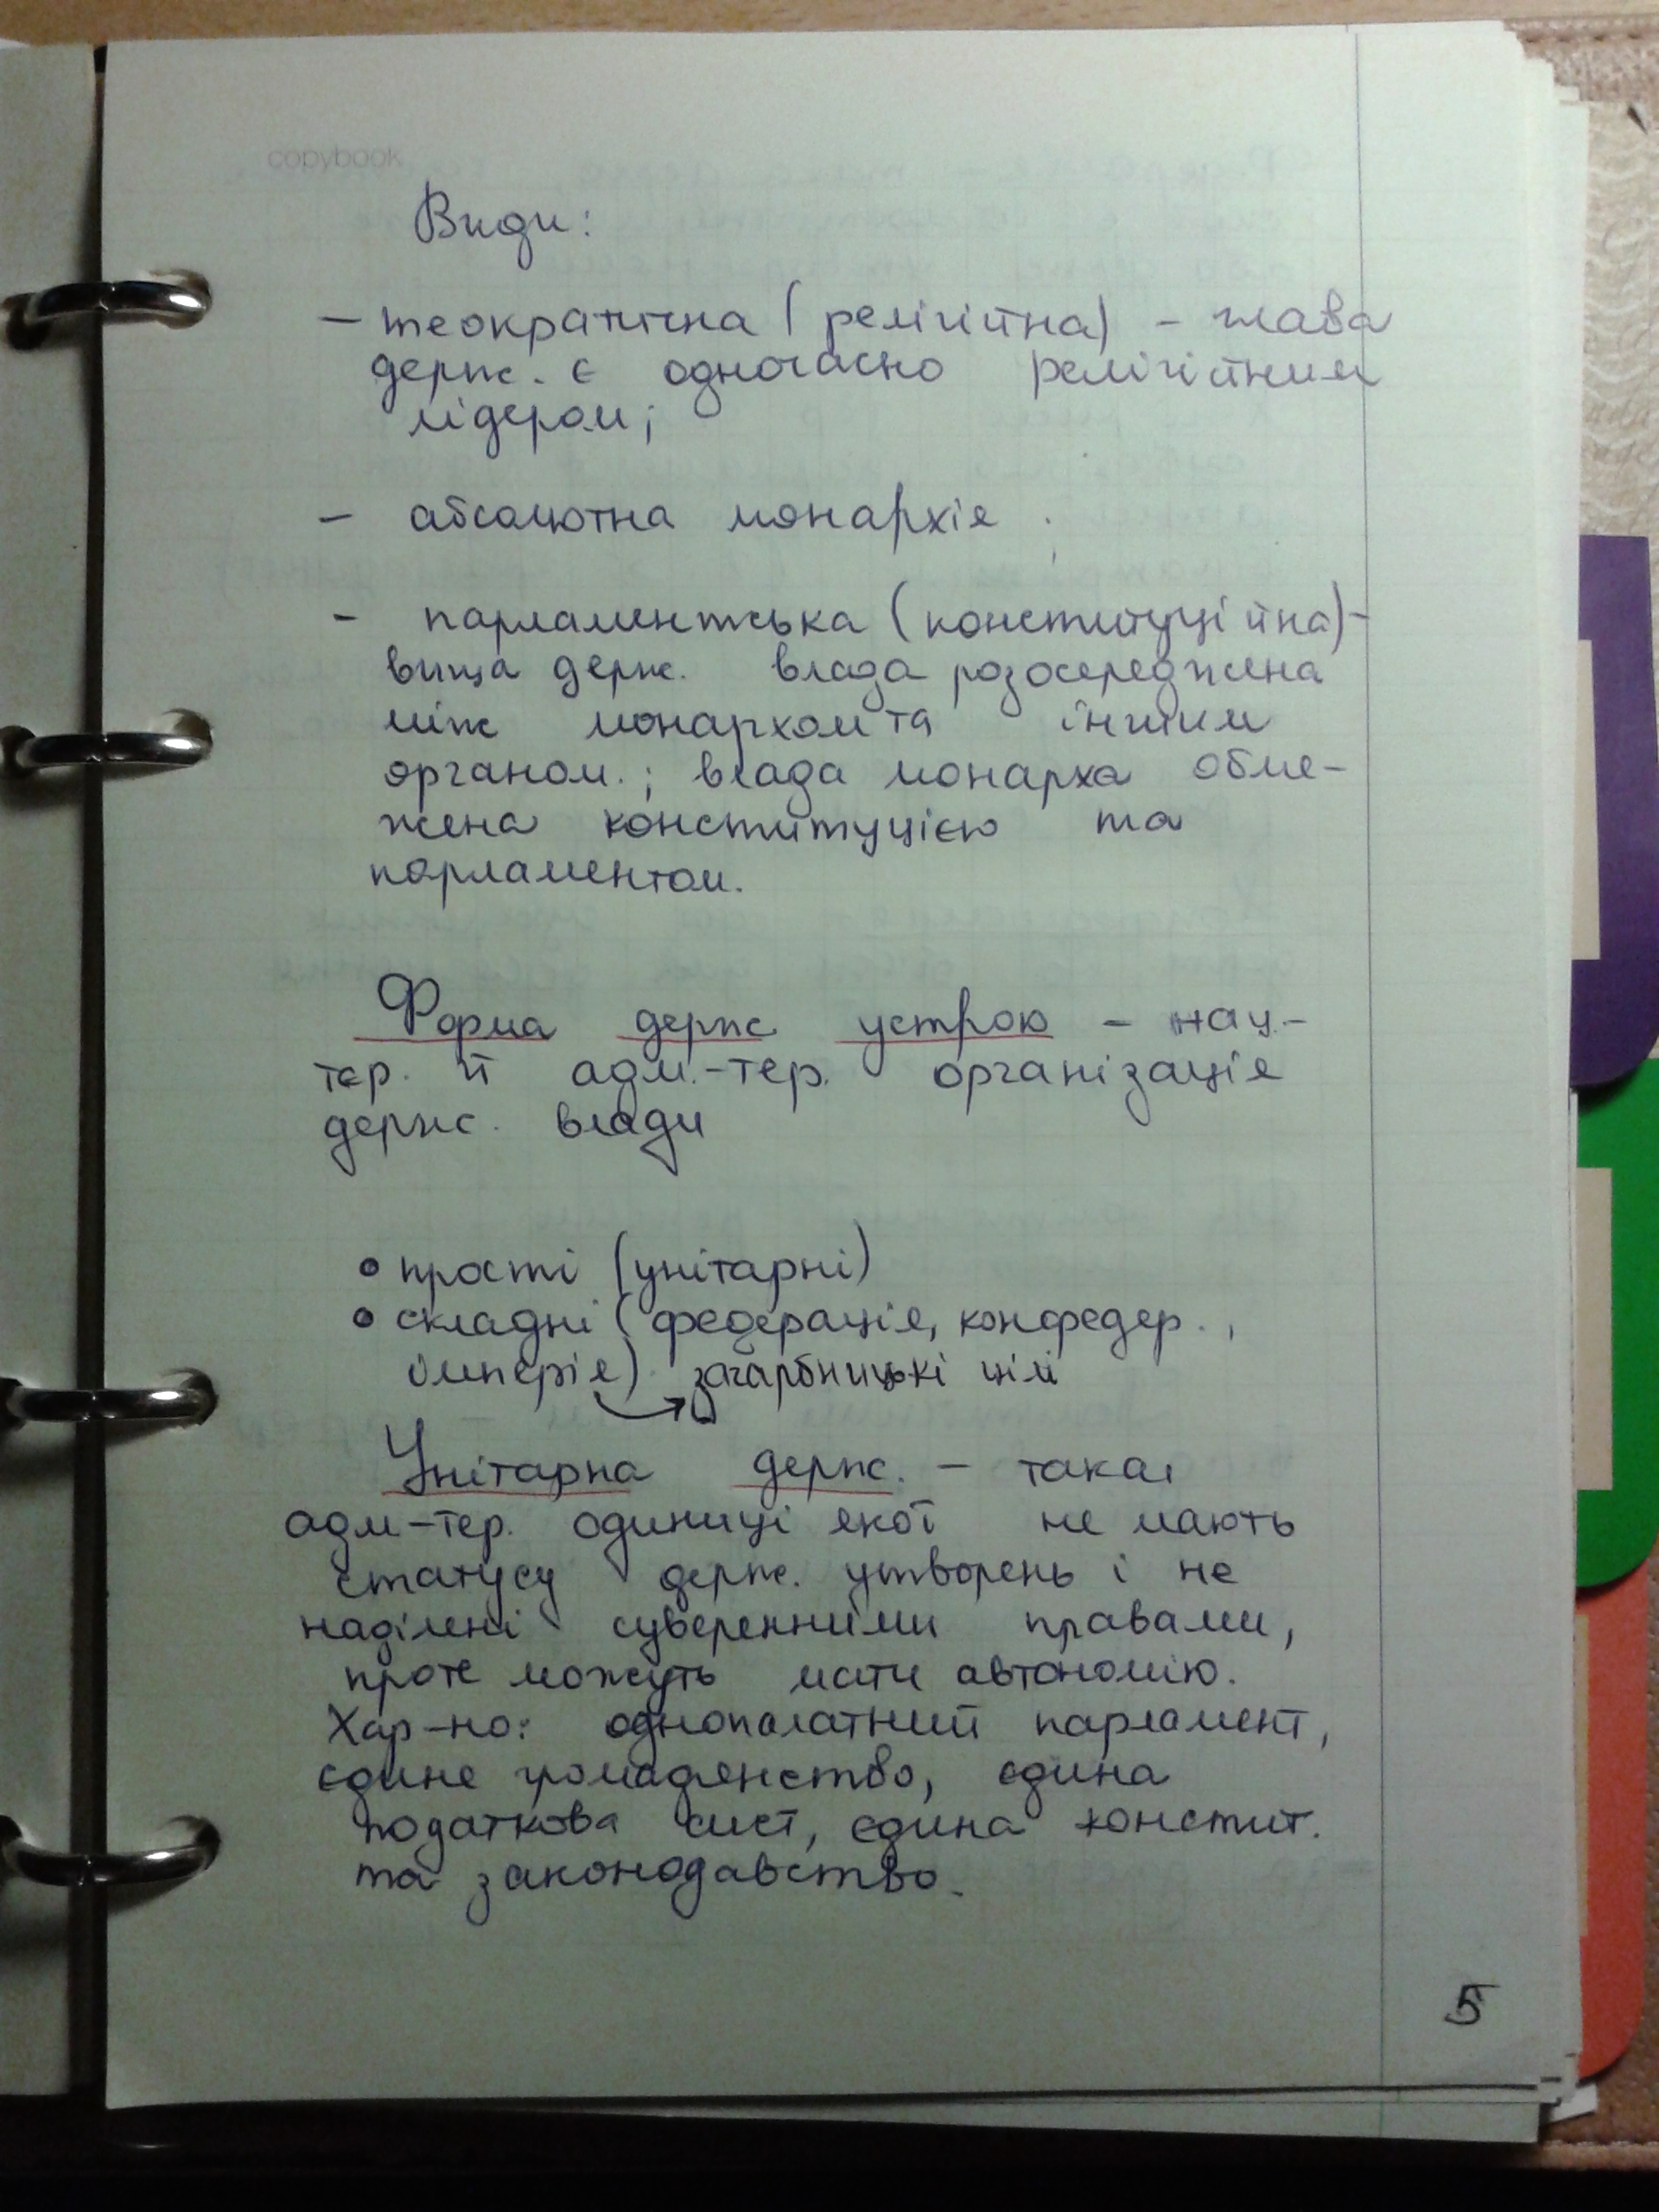 copybook
Види:
– теократична (релігійна) – глава
держ. є одночасно релігійним
лідером;
– абсолютна монархія
– парламентська (конституційна) –
вища держ. влада розосереджена
між монархом та іншим
органом.; влада монарха обме-
жена конституцією та
парламентом.
Форма держ устрою – нац.-
тер. й адм.-тер. організація
держ. влади
• прості (унітарні)
• складні (федерація, конфедер.,
імперія) загарбницькі цілі
Унітарна держ. – така,
адм-тер. одиниці якої не мають
статусу держ. утворень і не
наділені суверенними правами,
проте можуть мати автономію.
Хар-но: однопалатний парламент,
єдине громадянство, єдина
податкова сист, єдина констит.
та законодавство.
5